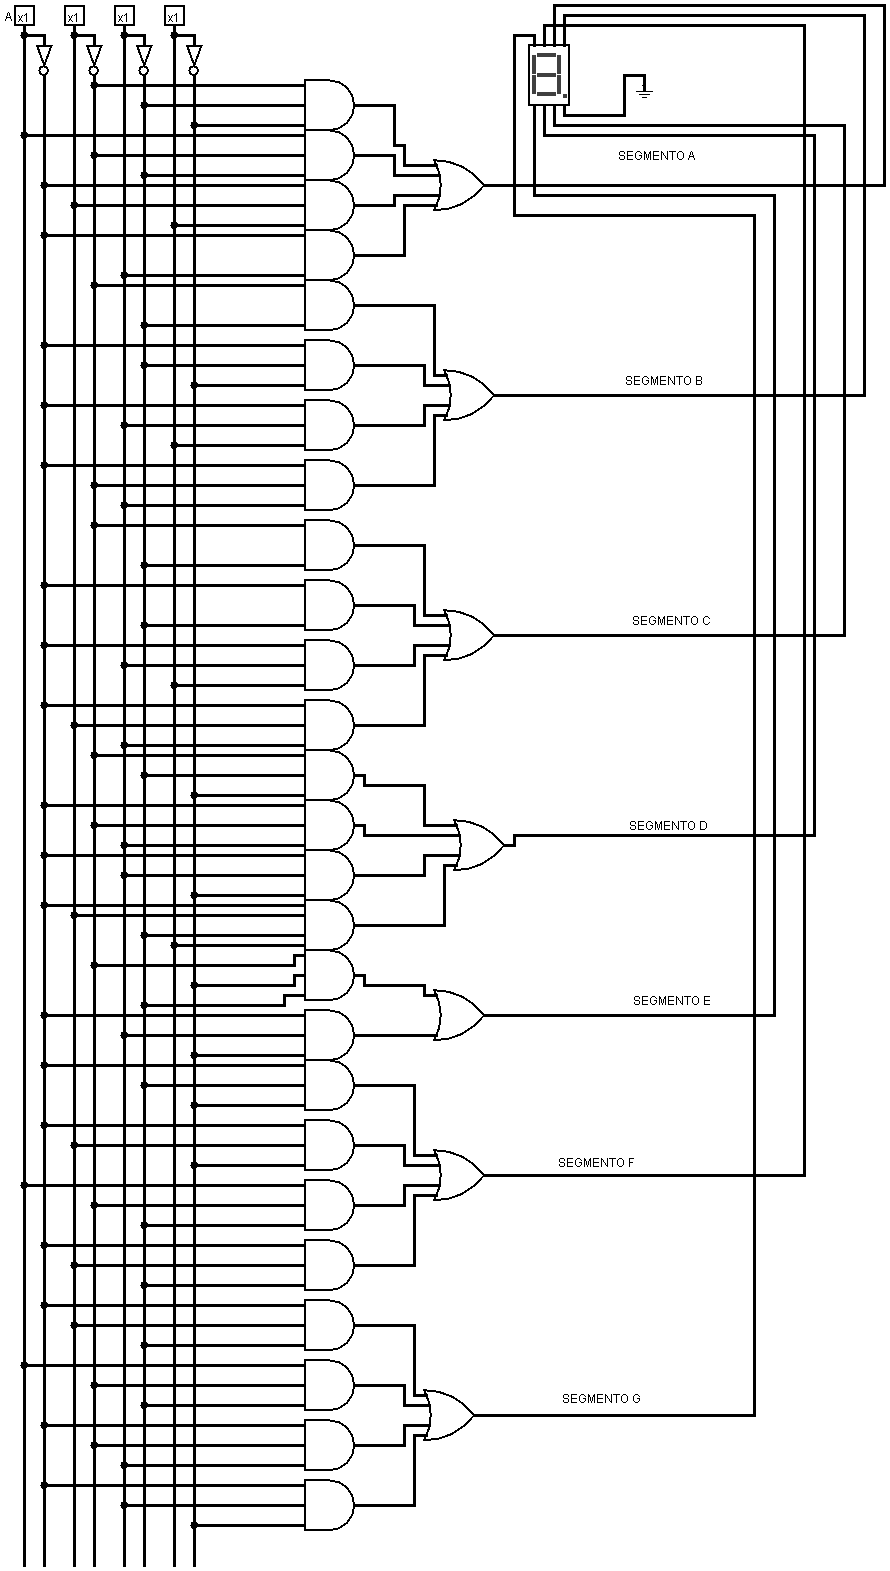 A x1 x1 x1 x1
SEGMENTO A
SEGMENTO B
SEGMENTO C
SEGMENTO D
SEGMENTO E
SEGMENTO F
SEGMENTO G